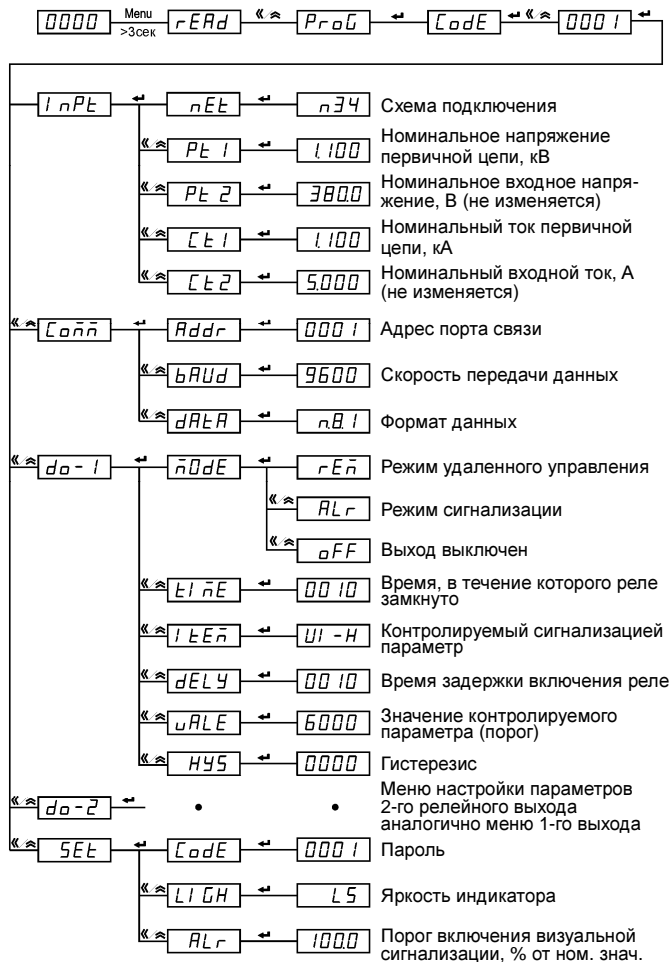 0000 Menu >3сек rEAd ProG CodE 0001
InPt nEt n34 Схема подключения
Pt 1 1.100 Номинальное напряжение
первичной цепи, кВ
Pt 2 380.0 Номинальное входное напря-
жение, В (не изменяется)
Ct 1 1.100 Номинальный ток первичной
цепи, кА
Ct 2 5.000 Номинальный входной ток, А
(не изменяется)
Comm Addr 0001 Адрес порта связи
bAUd 9600 Скорость передачи данных
dAtA n.8.1 Формат данных
do-1 mOdE rEm Режим удаленного управления
ALr Режим сигнализации
oFF Выход выключен
tImE 0010 Время, в течение которого реле
замкнуто
ItEm UI-H Контролируемый сигнализацией
параметр
dELY 0010 Время задержки включения реле
vALE 6000 Значение контролируемого
параметра (порог)
HYS 0000 Гистерезис
do-2 • • Меню настройки параметров
2-го релейного выхода
аналогично меню 1-го выхода
SEt CodE 0001 Пароль
LIGH L5 Яркость индикатора
ALr 100.0 Порог включения визуальной
сигнализации, % от ном. знач.